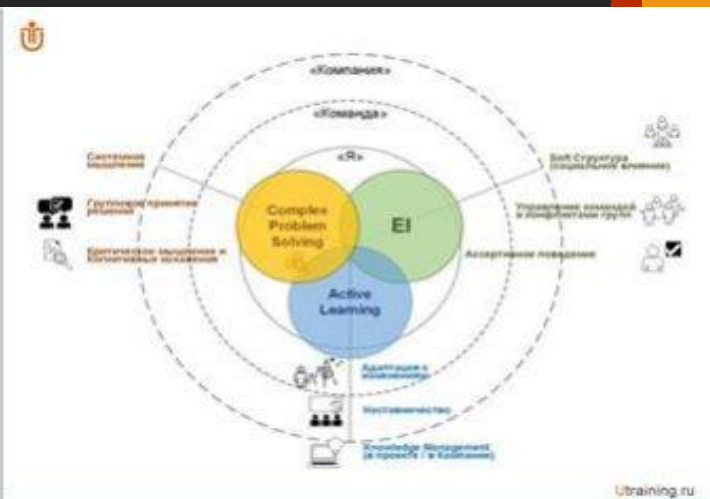 «Компания»
«Команда»
«Я»
Системное
мышление
Групповое принятие
решений
Критическое мышление и
Когнитивные искажения
Complex
Problem
Solving
EI
Active
Learning
Soft Структура
(социальное влияние)
Управление командой
и конфликтами групп
Ассертивное поведение
Адаптация к
изменениям
Наставничество
Knowledge Management
(в проекте / в Компании)
Utraining.ru